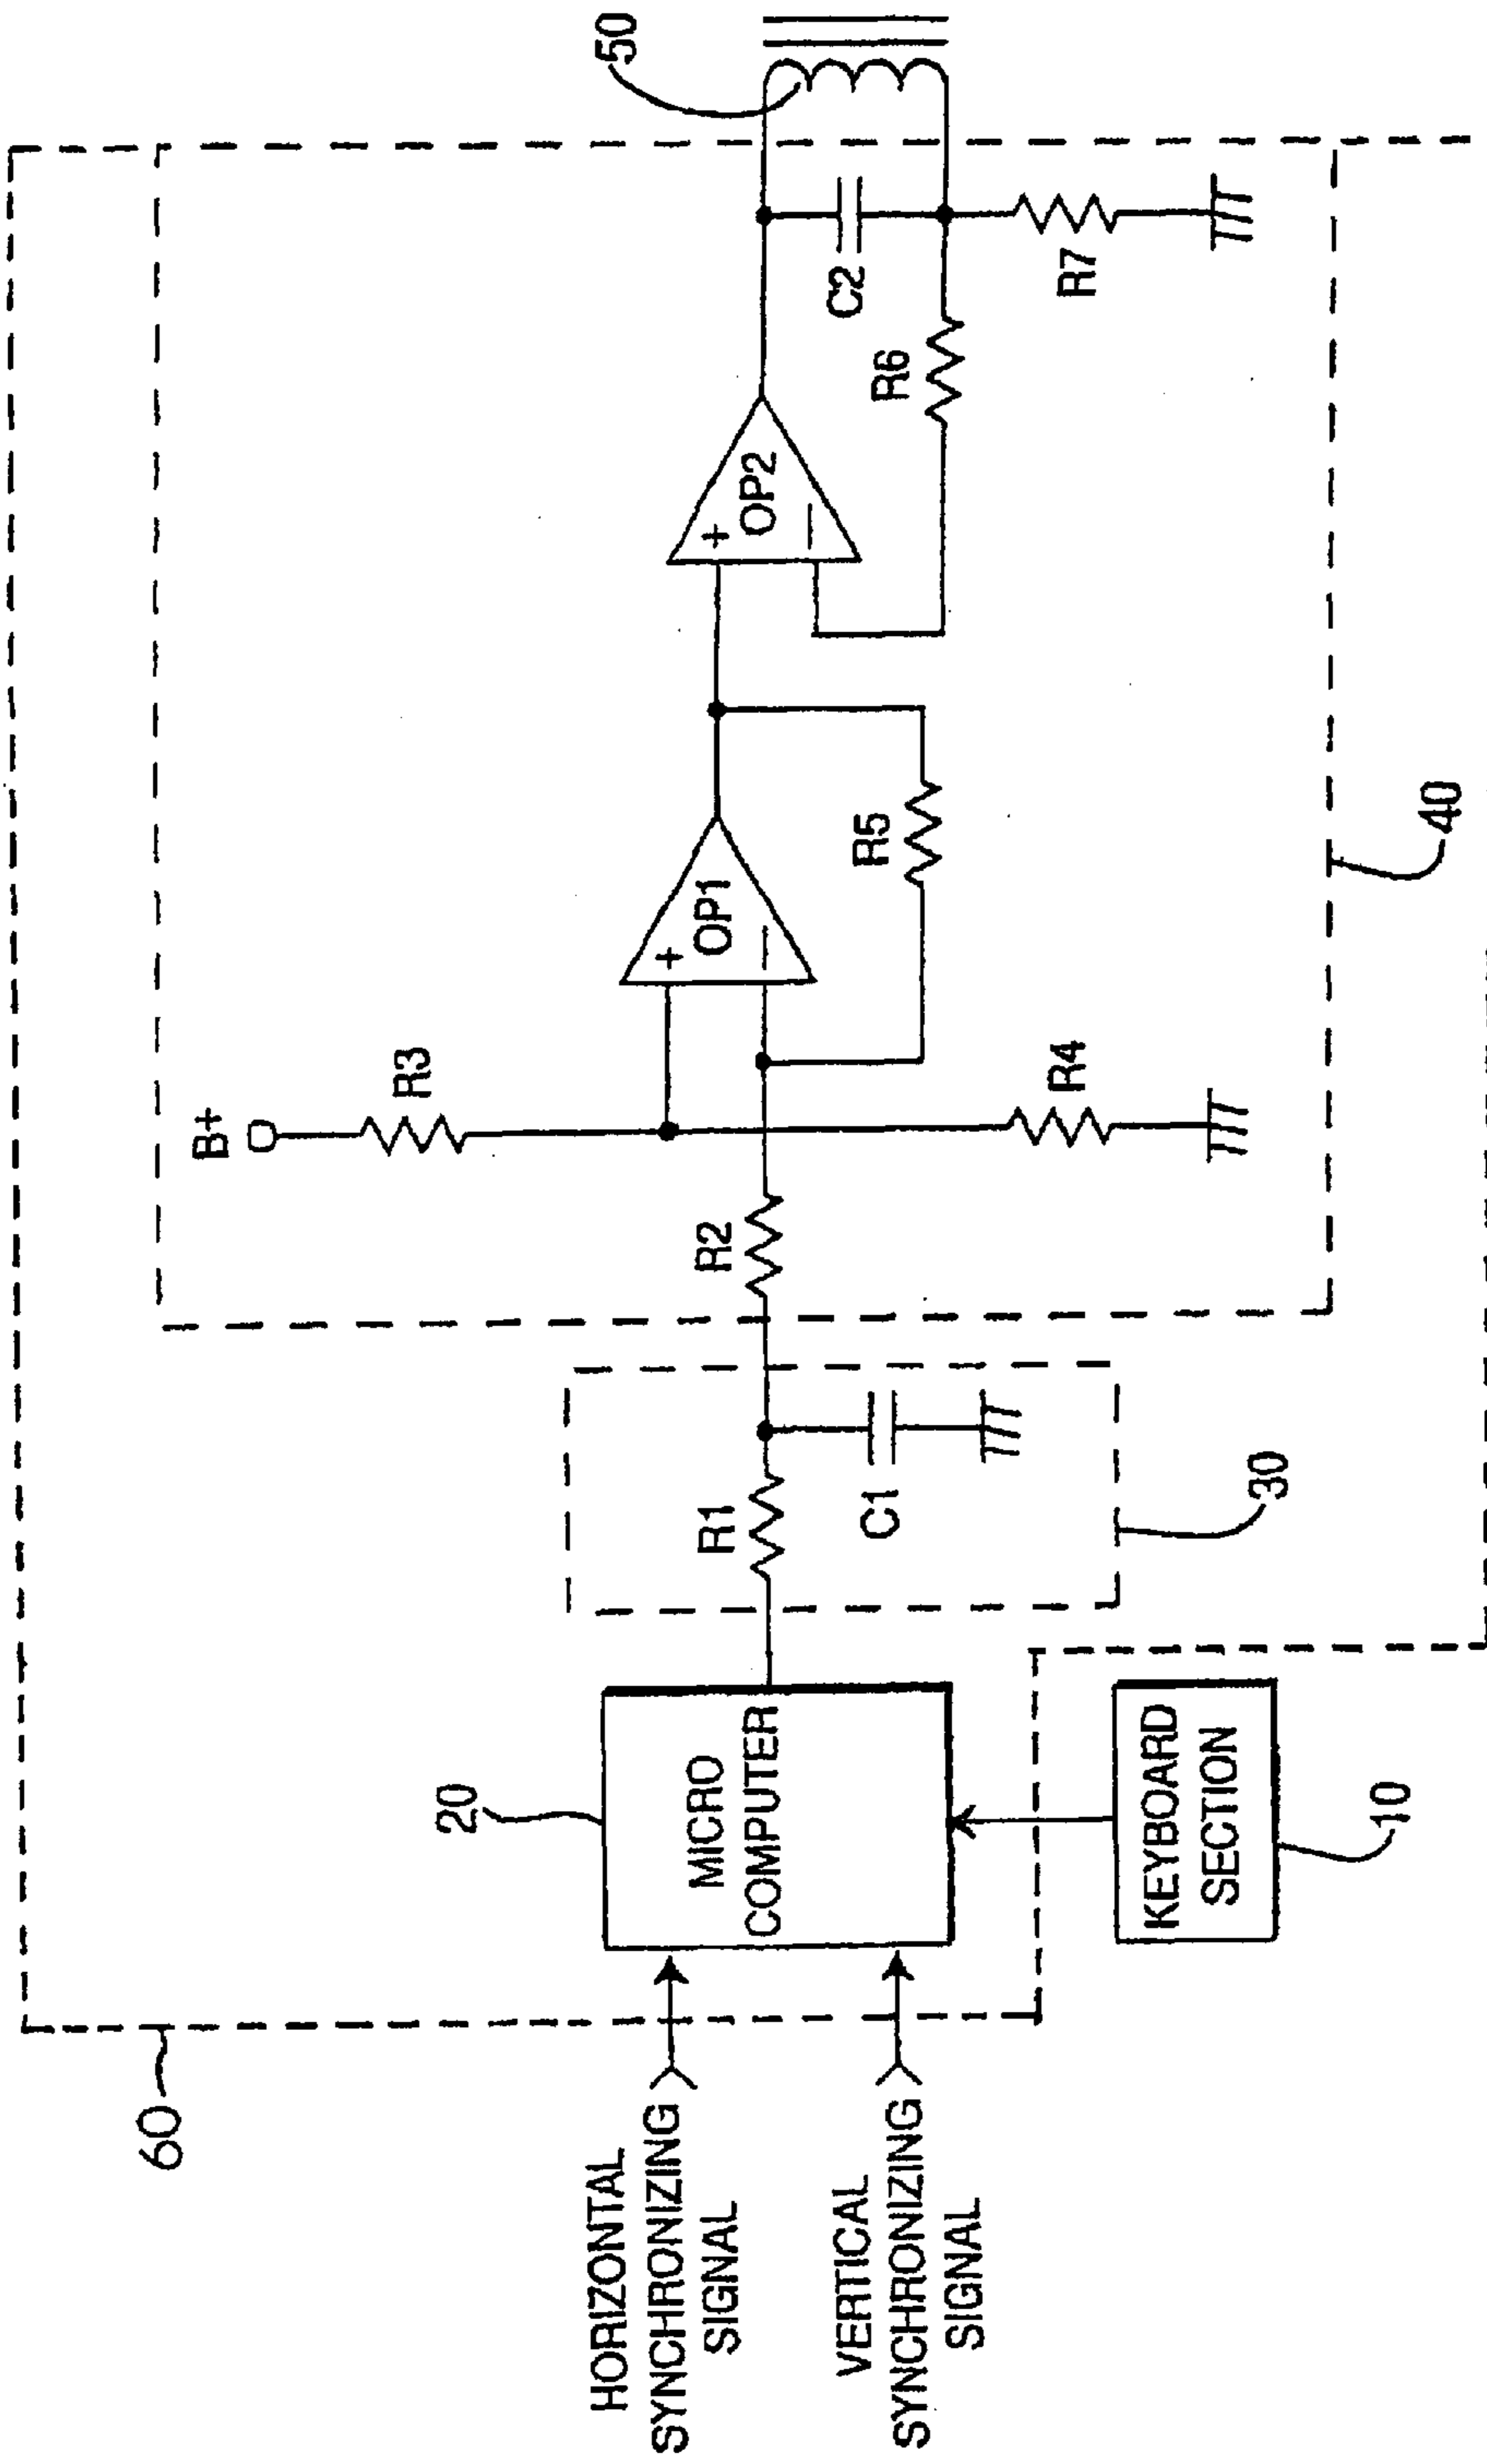 60
HORIZONTAL
SYNCHRONIZING
SIGNAL
VERTICAL
SYNCHRONIZING
SIGNAL
20
MICRO
COMPUTER
KEYBOARD
SECTION
10
R1
C1
30
R2
B+
R3
R4
+
OP1
−
R5
+
OP2
−
R6
C2
R7
50
40